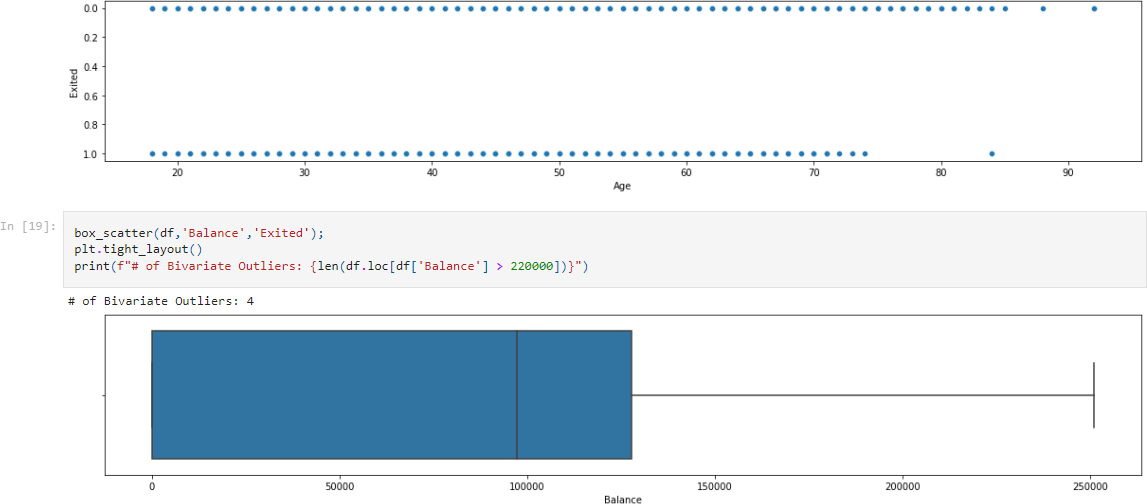 0.0
0.2
0.4
0.6
0.8
1.0
Exited
20 30 40 50 60 70 80 90
Age
In [19]:
box_scatter(df,'Balance','Exited');
plt.tight_layout()
print(f"# of Bivariate Outliers: {len(df.loc[df['Balance'] > 220000])}")
# of Bivariate Outliers: 4
0 50000 100000 150000 200000 250000
Balance